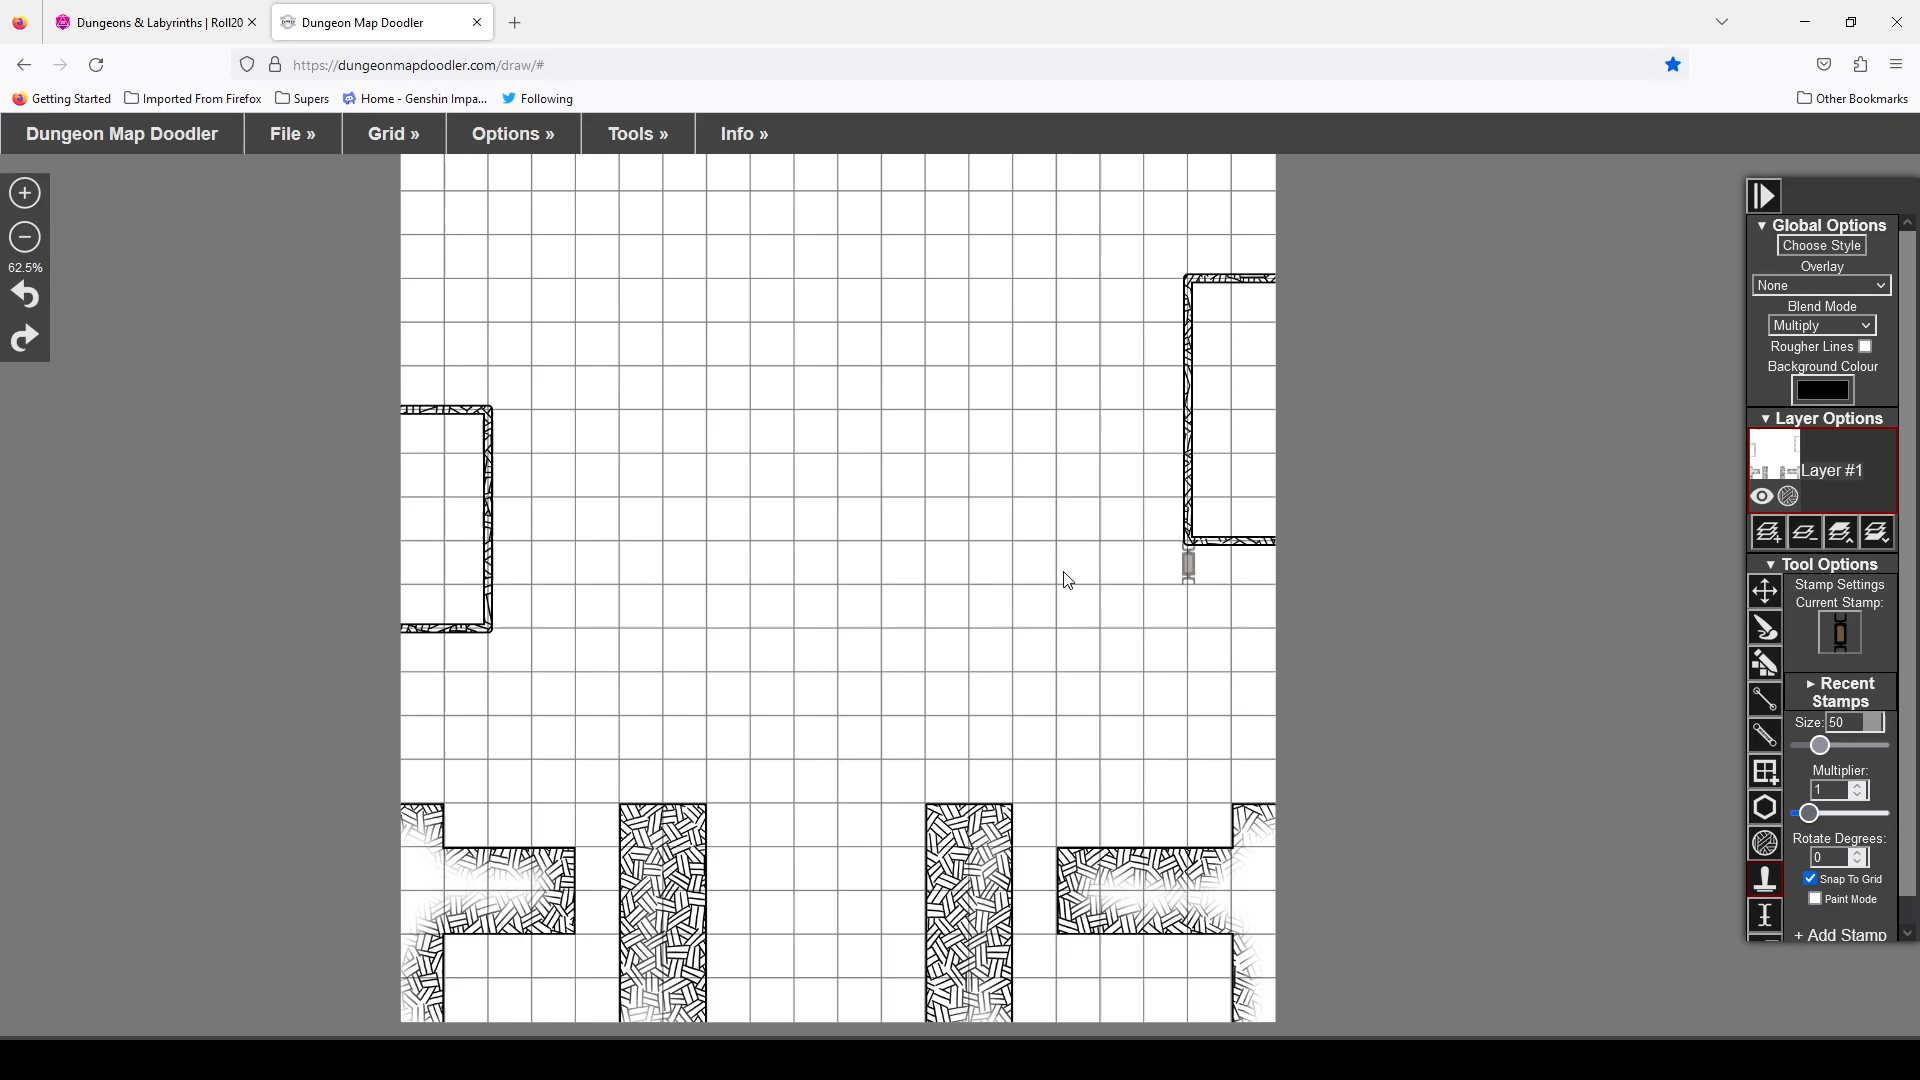 Dungeons & Labyrinths | Roll20
Dungeon Map Doodler
https://dungeonmapdoodler.com/draw/#
Getting Started
Imported From Firefox
Supers
Home - Genshin Impa...
Following
Other Bookmarks
Dungeon Map Doodler
File »
Grid »
Options »
Tools »
Info »
62.5%
Global Options
Choose Style
Overlay
None
Blend Mode
Multiply
Rougher Lines
Background Colour
Layer Options
Layer #1
Tool Options
Stamp Settings
Current Stamp:
Recent
Stamps
Size: 50
Multiplier:
1
Rotate Degrees:
0
Snap To Grid
Paint Mode
+ Add Stamp